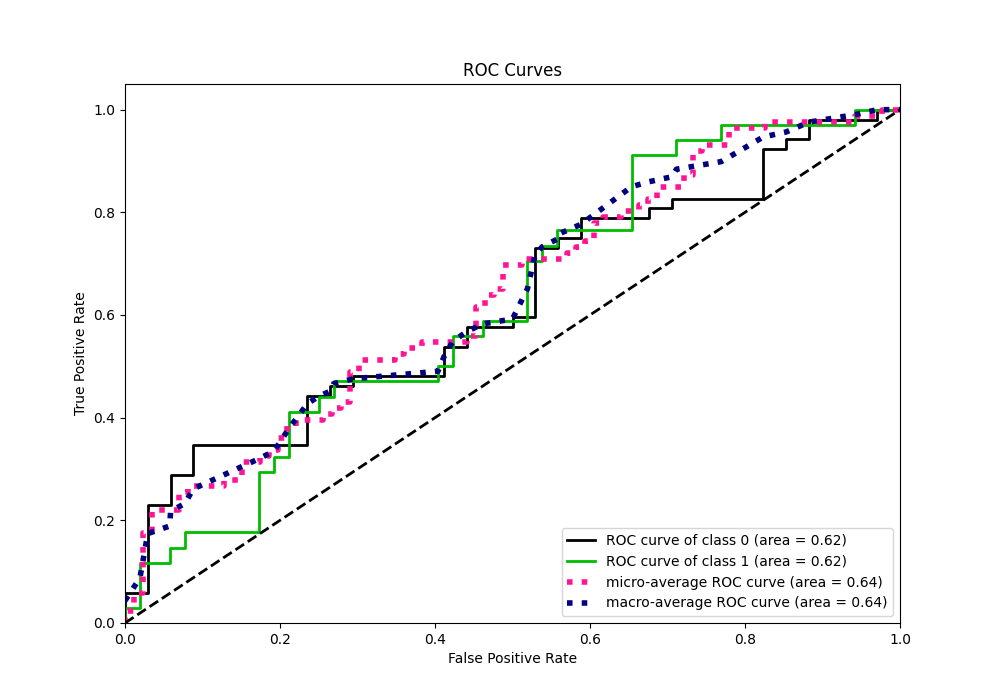 ROC Curves
1.0
0.8
0.6
0.4
0.2
0.0
True Positive Rate
0.0 0.2 0.4 0.6 0.8 1.0
False Positive Rate
ROC curve of class 0 (area = 0.62)
ROC curve of class 1 (area = 0.62)
micro-average ROC curve (area = 0.64)
macro-average ROC curve (area = 0.64)